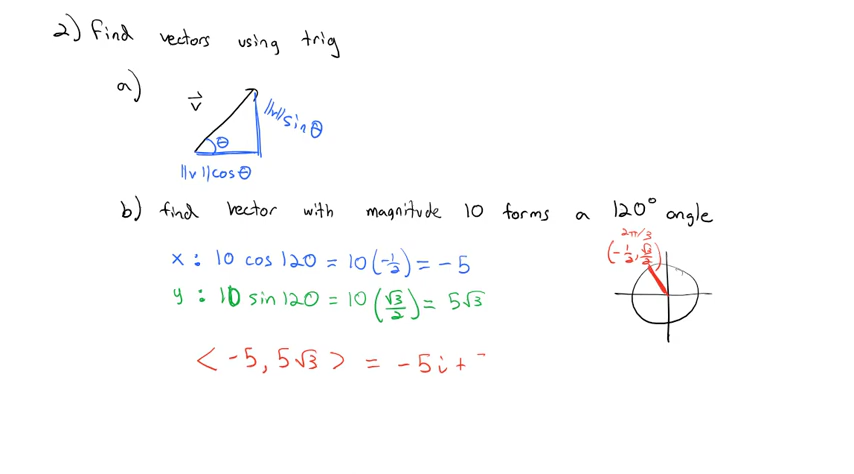 2) Find vectors using trig
a)
v
||v|| sin θ
θ
||v|| cos θ
b) find vector with magnitude 10 forms a 120° angle
2π/3
(-1/2, √3/2)
x : 10 cos 120 = 10(-1/2) = -5
y : 10 sin 120 = 10(√3/2) = 5√3
< -5, 5√3 > = -5i +